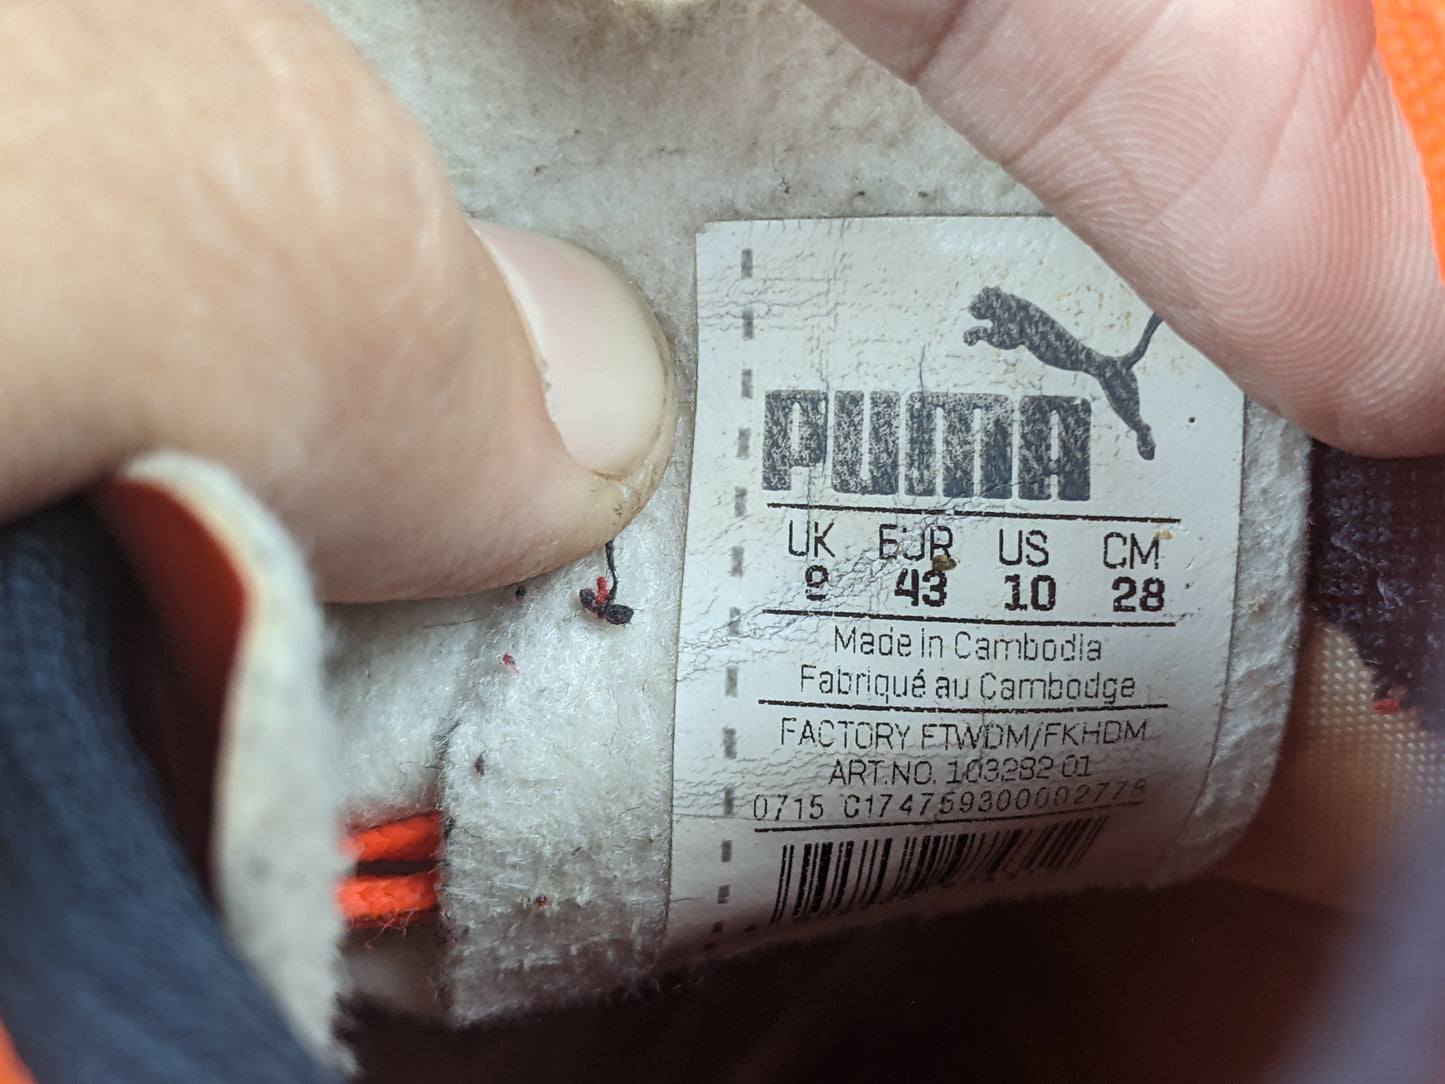 PUMA
UK EUR US CM
9 43 10 28
Made in Cambodia
Fabriqué au Cambodge
FACTORY FTWDM/FKHDM
ART.NO. 103282 01
0715 C174759300002778